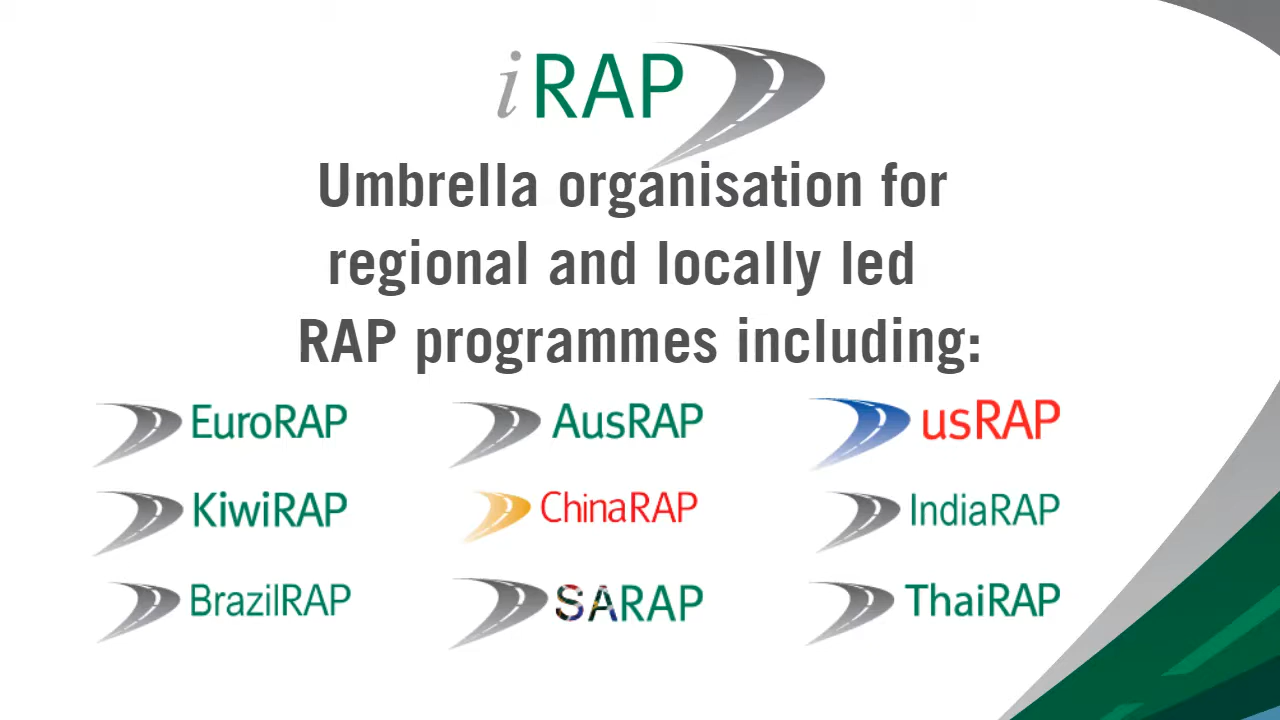 iRAP
Umbrella organisation for
regional and locally led
RAP programmes including:
EuroRAP AusRAP usRAP
KiwiRAP ChinaRAP IndiaRAP
BrazilRAP SARAP ThaiRAP